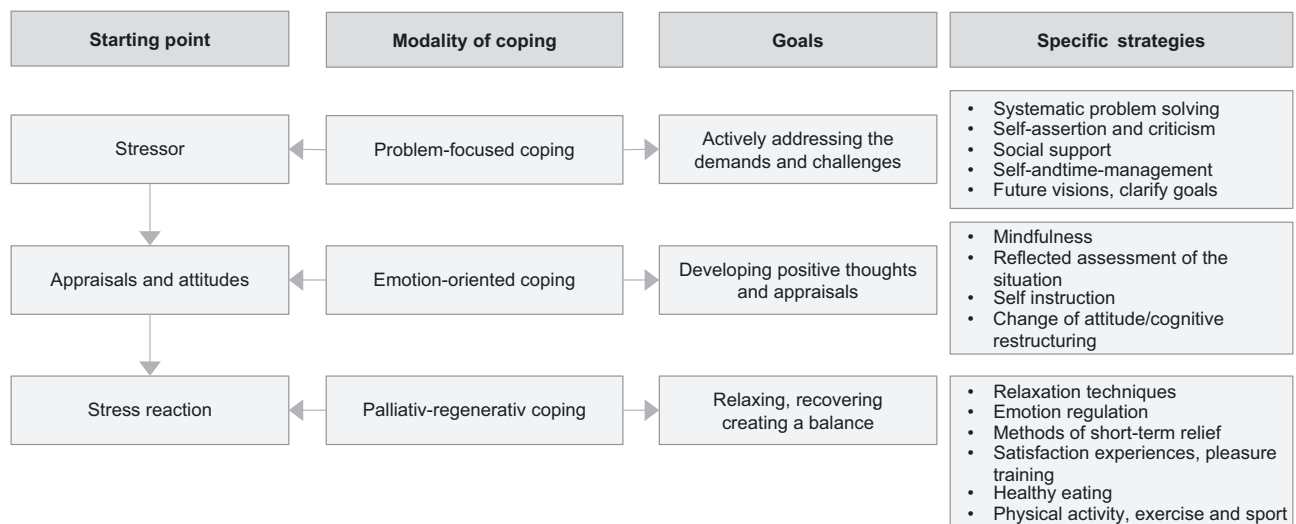 Starting point
Modality of coping
Goals
Specific strategies
Stressor
Problem-focused coping
Actively addressing the
demands and challenges
• Systematic problem solving
• Self-assertion and criticism
• Social support
• Self-andtime-management
• Future visions, clarify goals
Appraisals and attitudes
Emotion-oriented coping
Developing positive thoughts
and appraisals
• Mindfulness
• Reflected assessment of the
situation
• Self instruction
• Change of attitude/cognitive
restructuring
Stress reaction
Palliativ-regenerativ coping
Relaxing, recovering
creating a balance
• Relaxation techniques
• Emotion regulation
• Methods of short-term relief
• Satisfaction experiences, pleasure
training
• Healthy eating
• Physical activity, exercise and sport